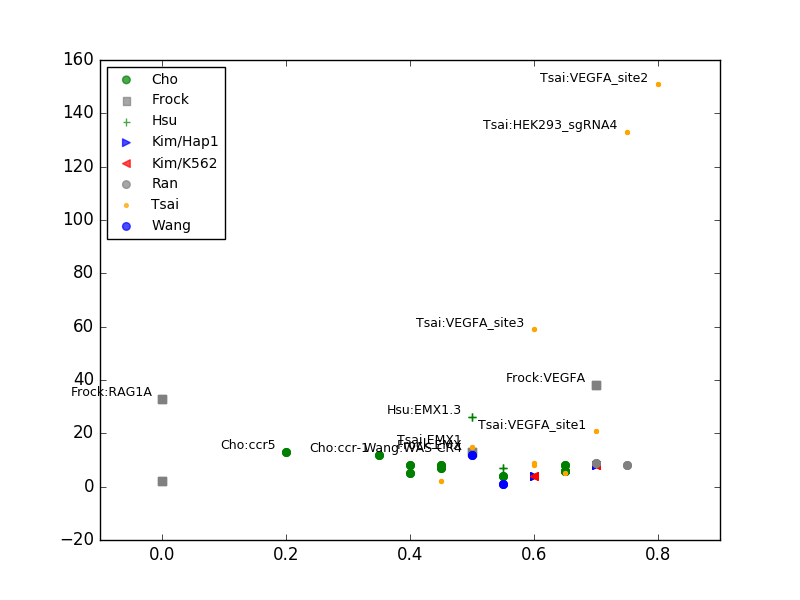 160
140
120
100
80
60
40
20
0
−20
Cho
Frock
Hsu
Kim/Hap1
Kim/K562
Ran
Tsai
Wang
Tsai:VEGFA_site2
Tsai:HEK293_sgRNA4
Tsai:VEGFA_site3
Frock:VEGFA
Frock:RAG1A
Hsu:EMX1.3
Tsai:VEGFA_site1
Tsai:EMX1
Cho:ccr5
Cho:ccr-1
Wang:WAS-CR4
0.0 0.2 0.4 0.6 0.8